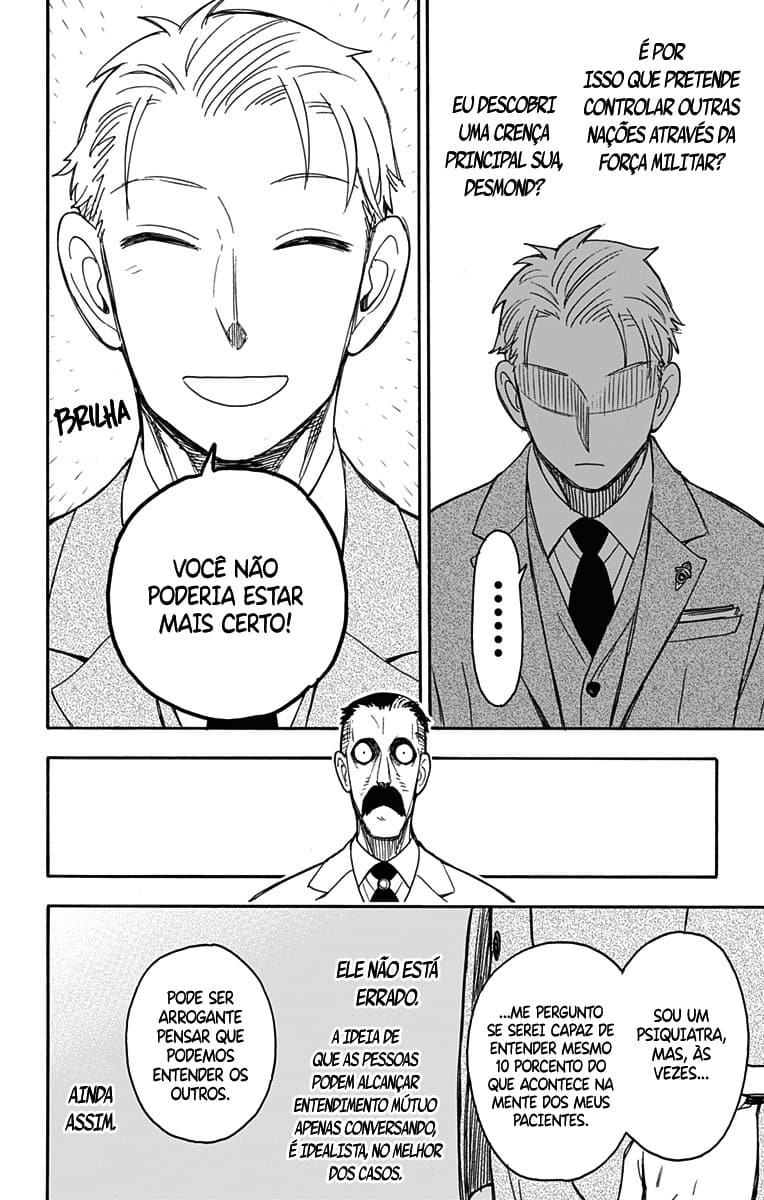 É POR
ISSO QUE PRETENDE
CONTROLAR OUTRAS
NAÇÕES ATRAVÉS DA
FORÇA MILITAR?
EU DESCOBRI
UMA CRENÇA
PRINCIPAL SUA,
DESMOND?
......
BRILHA
VOCÊ NÃO
PODERIA ESTAR
MAIS CERTO!
SOU UM
PSIQUIATRA,
MAS, ÀS
VEZES...
...ME PERGUNTO
SE SEREI CAPAZ DE
ENTENDER MESMO
10 PORCENTO DO
QUE ACONTECE NA
MENTE DOS MEUS
PACIENTES.
ELE NÃO ESTÁ
ERRADO.
A IDEIA DE
QUE AS PESSOAS
PODEM ALCANÇAR
ENTENDIMENTO MÚTUO
APENAS CONVERSANDO,
É IDEALISTA, NO MELHOR
DOS CASOS.
PODE SER
ARROGANTE
PENSAR QUE
PODEMOS
ENTENDER OS
OUTROS.
AINDA
ASSIM.